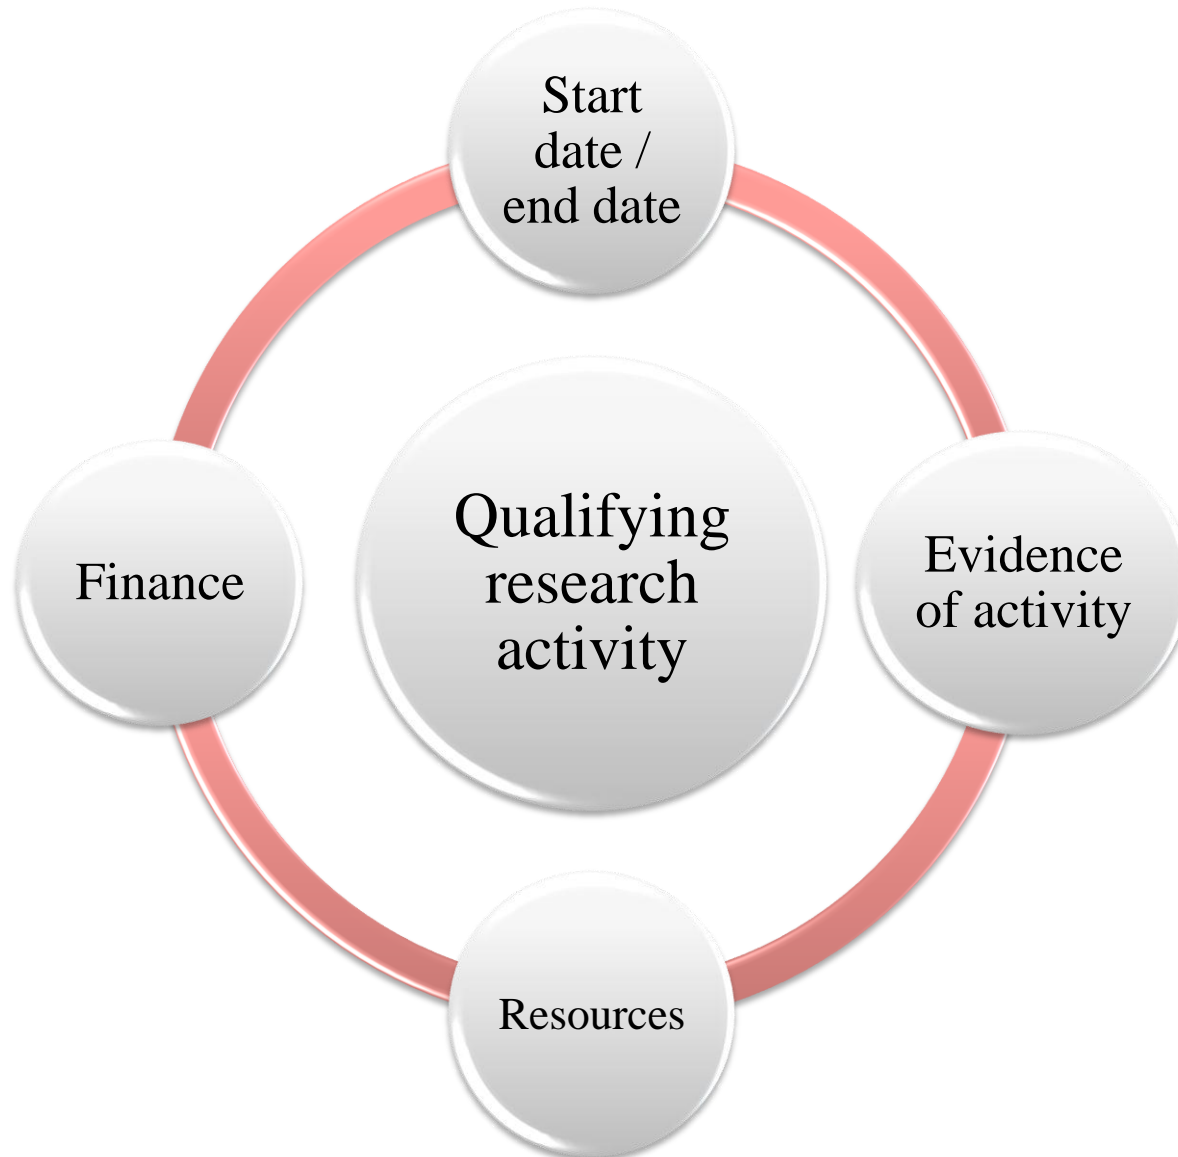 Start
date /
end date
Finance
Qualifying
research
activity
Evidence
of activity
Resources